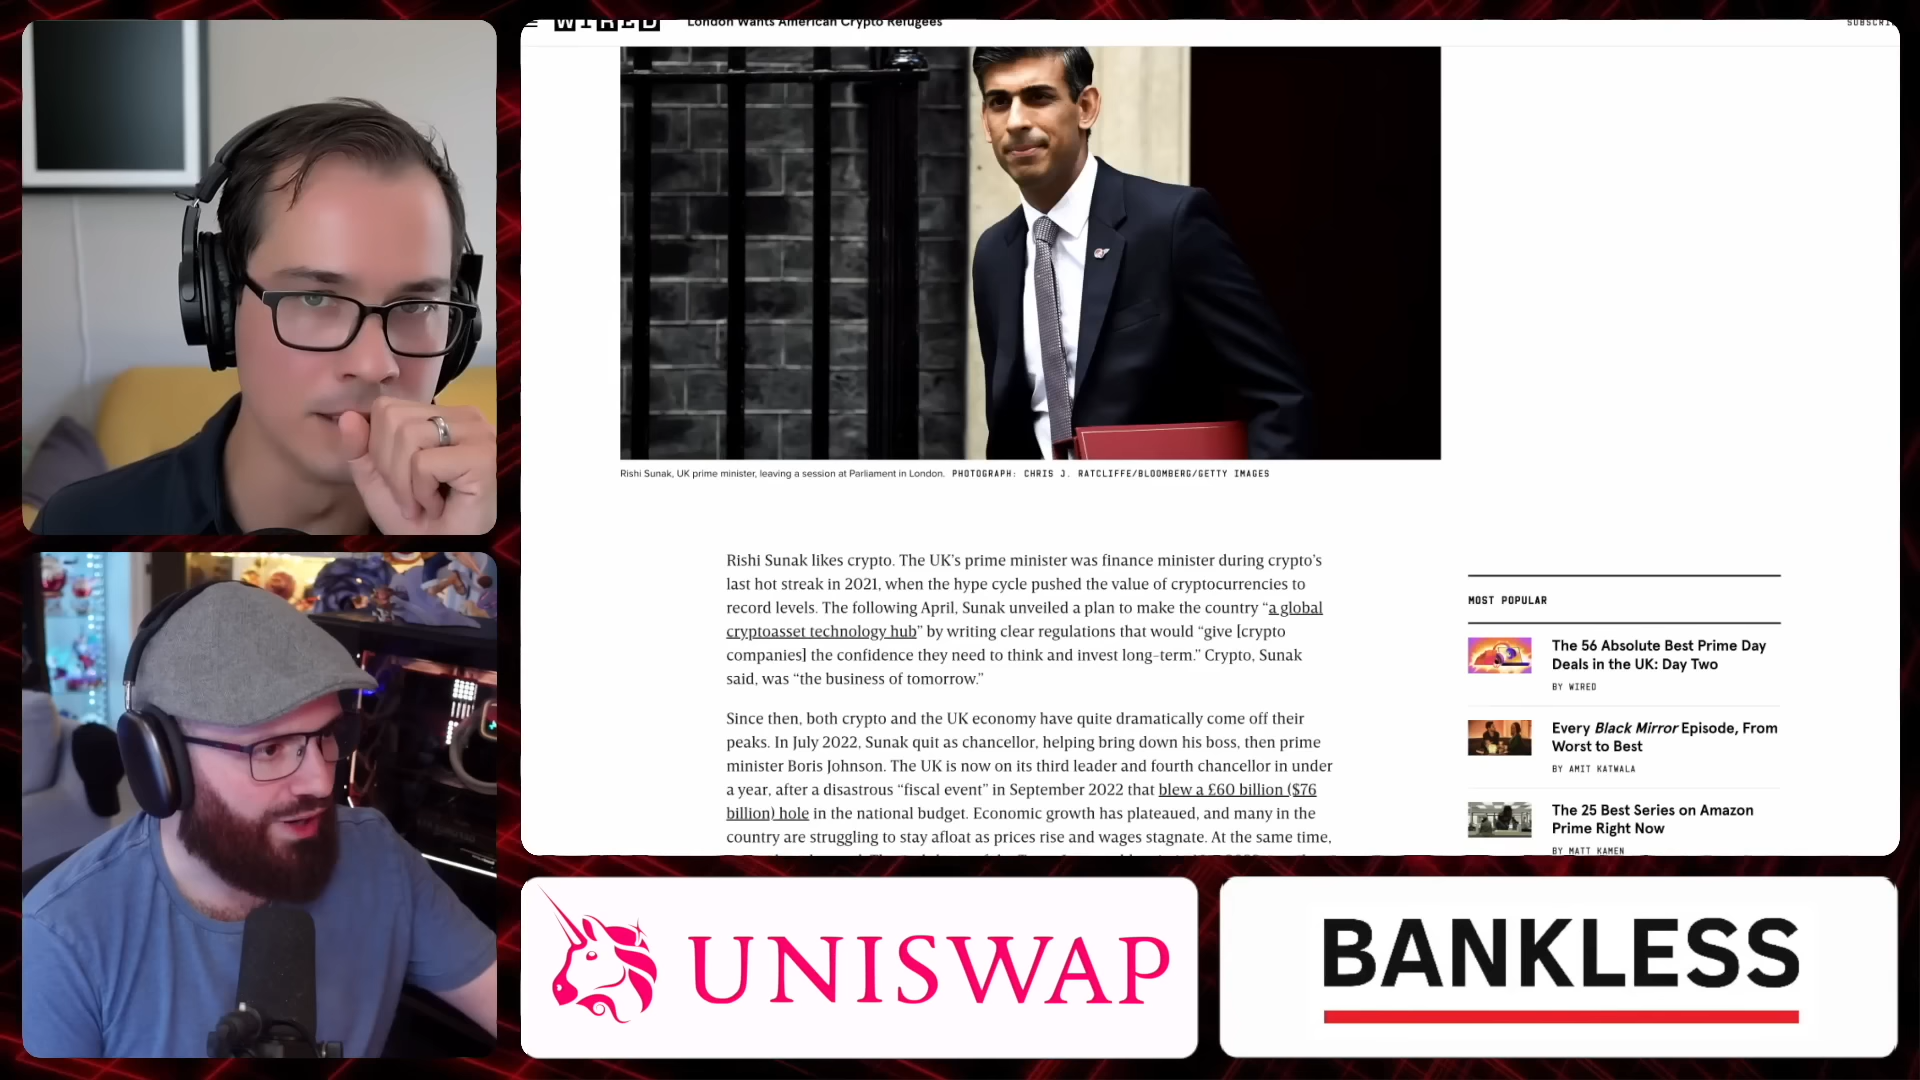 WIRED
London Wants American Crypto Refugees
Rishi Sunak, UK prime minister, leaving a session at Parliament in London. PHOTOGRAPH: CHRIS J. RATCLIFFE/BLOOMBERG/GETTY IMAGES
Rishi Sunak likes crypto. The UK's prime minister was finance minister during crypto's
last hot streak in 2021, when the hype cycle pushed the value of cryptocurrencies to
record levels. The following April, Sunak unveiled a plan to make the country “a global
cryptoasset technology hub” by writing clear regulations that would “give [crypto
companies] the confidence they need to think and invest long-term.” Crypto, Sunak
said, was “the business of tomorrow.”
Since then, both crypto and the UK economy have quite dramatically come off their
peaks. In July 2022, Sunak quit as chancellor, helping bring down his boss, then prime
minister Boris Johnson. The UK is now on its third leader and fourth chancellor in under
a year, after a disastrous “fiscal event” in September 2022 that blew a £60 billion ($76
billion) hole in the national budget. Economic growth has plateaued, and many in the
country are struggling to stay afloat as prices rise and wages stagnate. At the same time,
MOST POPULAR
The 56 Absolute Best Prime Day
Deals in the UK: Day Two
BY WIRED
Every Black Mirror Episode, From
Worst to Best
BY AMIT KATWALA
The 25 Best Series on Amazon
Prime Right Now
BY MATT KAMEN
UNISWAP
BANKLESS